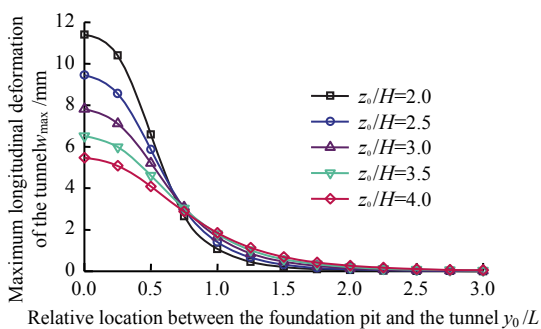 Maximum longitudinal deformation
of the tunnel wmax /mm
12
10
8
6
4
2
0
z₀/H=2.0
z₀/H=2.5
z₀/H=3.0
z₀/H=3.5
z₀/H=4.0
0.0 0.5 1.0 1.5 2.0 2.5 3.0
Relative location between the foundation pit and the tunnel y₀/L